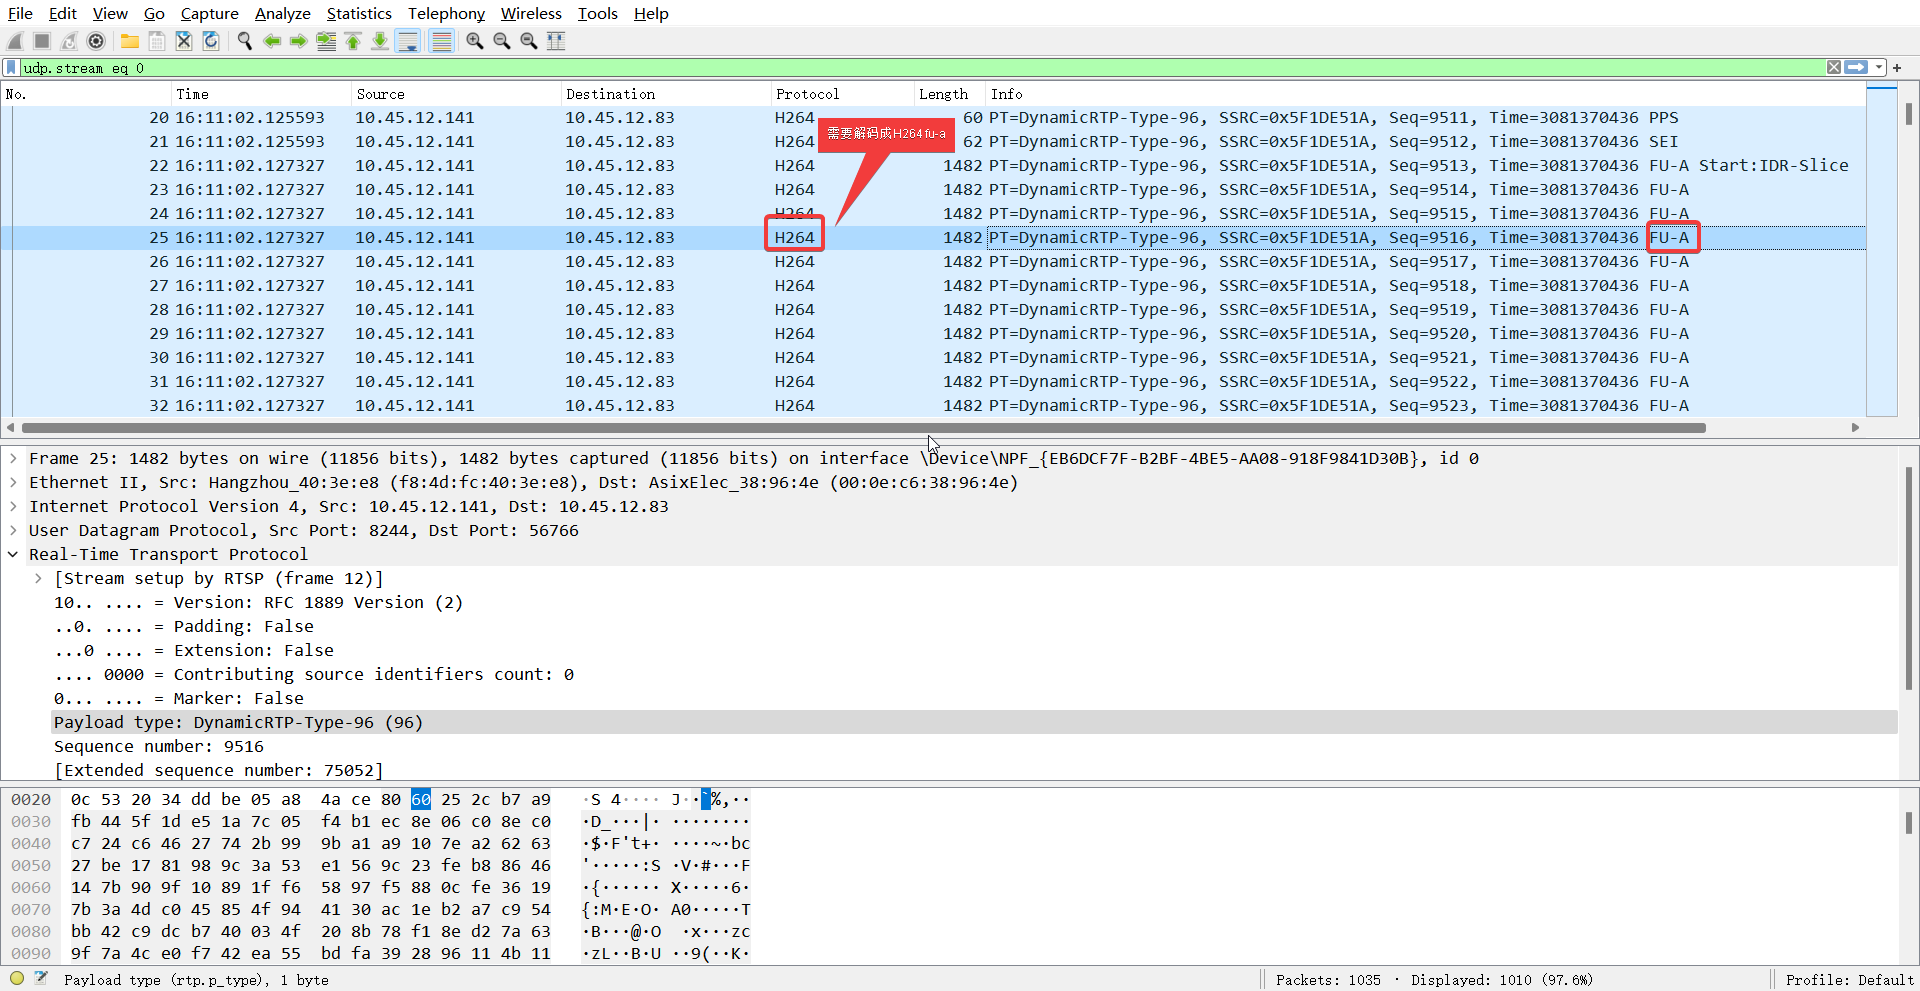 File Edit View Go Capture Analyze Statistics Telephony Wireless Tools Help
udp.stream eq 0
No. Time Source Destination Protocol Length Info
20 16:11:02.125593 10.45.12.141 10.45.12.83 H264 60 PT=DynamicRTP-Type-96, SSRC=0x5F1DE51A, Seq=9511, Time=3081370436 PPS
需要解码成H264 fu-a
21 16:11:02.125593 10.45.12.141 10.45.12.83 H264 62 PT=DynamicRTP-Type-96, SSRC=0x5F1DE51A, Seq=9512, Time=3081370436 SEI
22 16:11:02.127327 10.45.12.141 10.45.12.83 H264 1482 PT=DynamicRTP-Type-96, SSRC=0x5F1DE51A, Seq=9513, Time=3081370436 FU-A Start:IDR-Slice
23 16:11:02.127327 10.45.12.141 10.45.12.83 H264 1482 PT=DynamicRTP-Type-96, SSRC=0x5F1DE51A, Seq=9514, Time=3081370436 FU-A
24 16:11:02.127327 10.45.12.141 10.45.12.83 H264 1482 PT=DynamicRTP-Type-96, SSRC=0x5F1DE51A, Seq=9515, Time=3081370436 FU-A
25 16:11:02.127327 10.45.12.141 10.45.12.83 H264 1482 PT=DynamicRTP-Type-96, SSRC=0x5F1DE51A, Seq=9516, Time=3081370436 FU-A
26 16:11:02.127327 10.45.12.141 10.45.12.83 H264 1482 PT=DynamicRTP-Type-96, SSRC=0x5F1DE51A, Seq=9517, Time=3081370436 FU-A
27 16:11:02.127327 10.45.12.141 10.45.12.83 H264 1482 PT=DynamicRTP-Type-96, SSRC=0x5F1DE51A, Seq=9518, Time=3081370436 FU-A
28 16:11:02.127327 10.45.12.141 10.45.12.83 H264 1482 PT=DynamicRTP-Type-96, SSRC=0x5F1DE51A, Seq=9519, Time=3081370436 FU-A
29 16:11:02.127327 10.45.12.141 10.45.12.83 H264 1482 PT=DynamicRTP-Type-96, SSRC=0x5F1DE51A, Seq=9520, Time=3081370436 FU-A
30 16:11:02.127327 10.45.12.141 10.45.12.83 H264 1482 PT=DynamicRTP-Type-96, SSRC=0x5F1DE51A, Seq=9521, Time=3081370436 FU-A
31 16:11:02.127327 10.45.12.141 10.45.12.83 H264 1482 PT=DynamicRTP-Type-96, SSRC=0x5F1DE51A, Seq=9522, Time=3081370436 FU-A
32 16:11:02.127327 10.45.12.141 10.45.12.83 H264 1482 PT=DynamicRTP-Type-96, SSRC=0x5F1DE51A, Seq=9523, Time=3081370436 FU-A
Frame 25: 1482 bytes on wire (11856 bits), 1482 bytes captured (11856 bits) on interface \Device\NPF_{EB6DCF7F-B2BF-4BE5-AA08-918F9841D30B}, id 0
Ethernet II, Src: Hangzhou_40:3e:e8 (f8:4d:fc:40:3e:e8), Dst: AsixElec_38:96:4e (00:0e:c6:38:96:4e)
Internet Protocol Version 4, Src: 10.45.12.141, Dst: 10.45.12.83
User Datagram Protocol, Src Port: 8244, Dst Port: 56766
Real-Time Transport Protocol
[Stream setup by RTSP (frame 12)]
10.. .... = Version: RFC 1889 Version (2)
..0. .... = Padding: False
...0 .... = Extension: False
.... 0000 = Contributing source identifiers count: 0
0... .... = Marker: False
Payload type: DynamicRTP-Type-96 (96)
Sequence number: 9516
[Extended sequence number: 75052]
0020 0c 53 20 34 dd be 05 a8 4a ce 80 60 25 2c b7 a9 ·S 4···· J··`%,··
0030 fb 44 5f 1d e5 1a 7c 05 f4 b1 ec 8e 06 c0 8e c0 ·D_···|· ········
0040 c7 24 c6 46 27 74 2b 99 9b a1 a9 10 7e a2 62 63 ·$·F't+· ····~·bc
0050 27 be 17 81 98 9c 3a 53 e1 56 9c 23 fe b8 86 46 '·····:S ·V·#···F
0060 14 7b 90 9f 10 89 1f f6 58 97 f5 88 0c fe 36 19 ·{······ X·····6·
0070 7b 3a 4d c0 45 85 4f 94 41 30 ac 1e b2 a7 c9 54 {:M·E·O· A0·····T
0080 bb 42 c9 dc b7 40 03 4f 20 8b 78 f1 8e d2 7a 63 ·B···@·O ·x···zc
0090 9f 7a 4c e0 f7 42 ea 55 bd fa 39 28 96 11 4b 11 ·zL··B·U ··9(··K·
Payload type (rtp.p_type), 1 byte Packets: 1035 · Displayed: 1010 (97.6%) Profile: Default